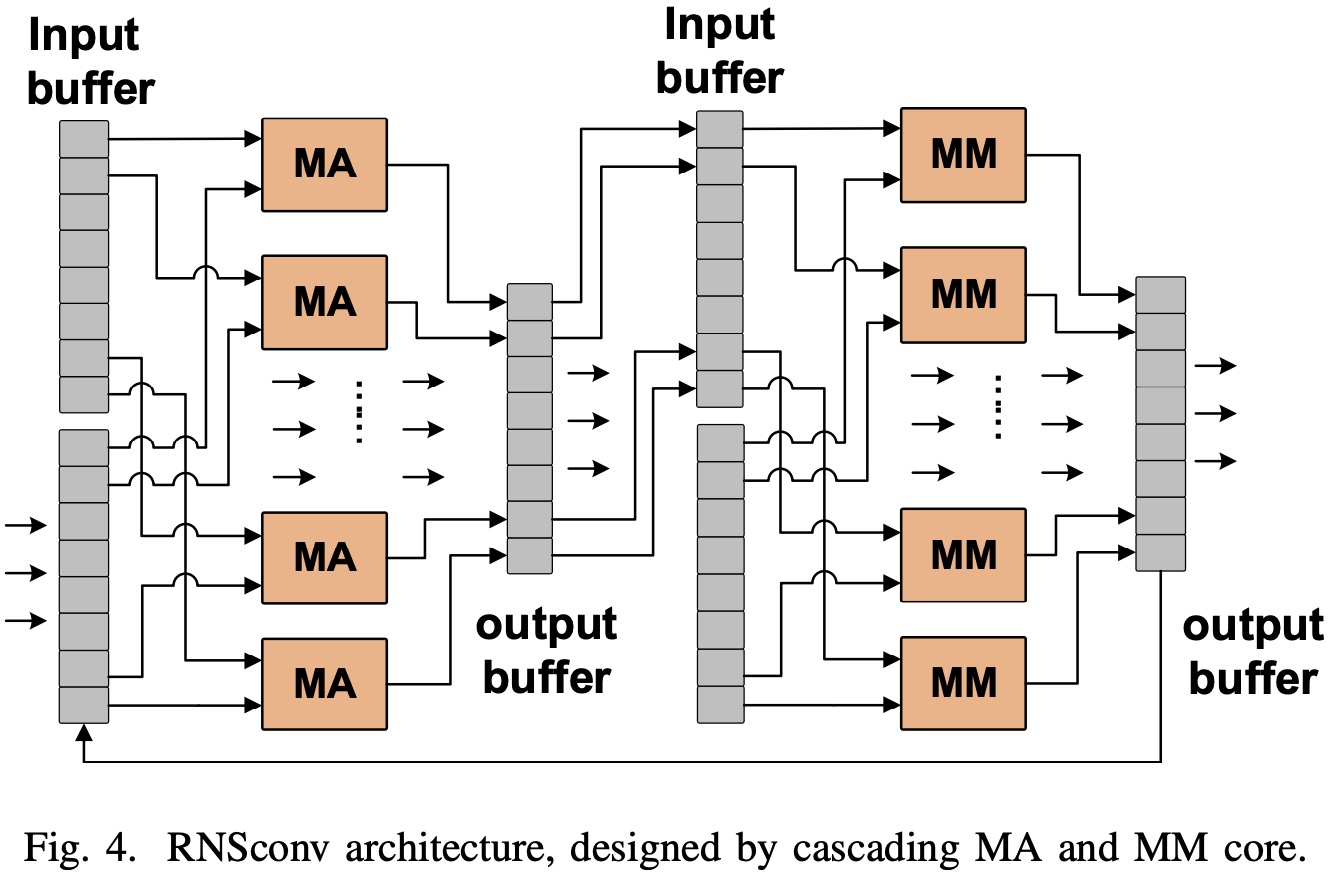 Input
buffer
Input
buffer
MA
MM
MA
MM
MA
MM
MA
MM
output
buffer
output
buffer
Fig. 4. RNSconv architecture, designed by cascading MA and MM core.